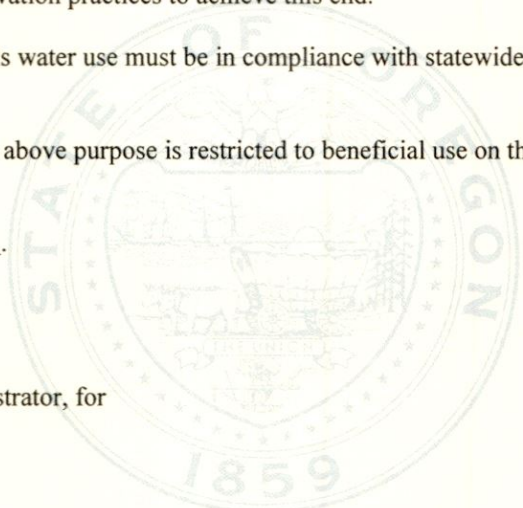 vation practices to achieve this end.
s water use must be in compliance with statewide
above purpose is restricted to beneficial use on th
strator, for
STATE OF OREGON
THE UNION
1859